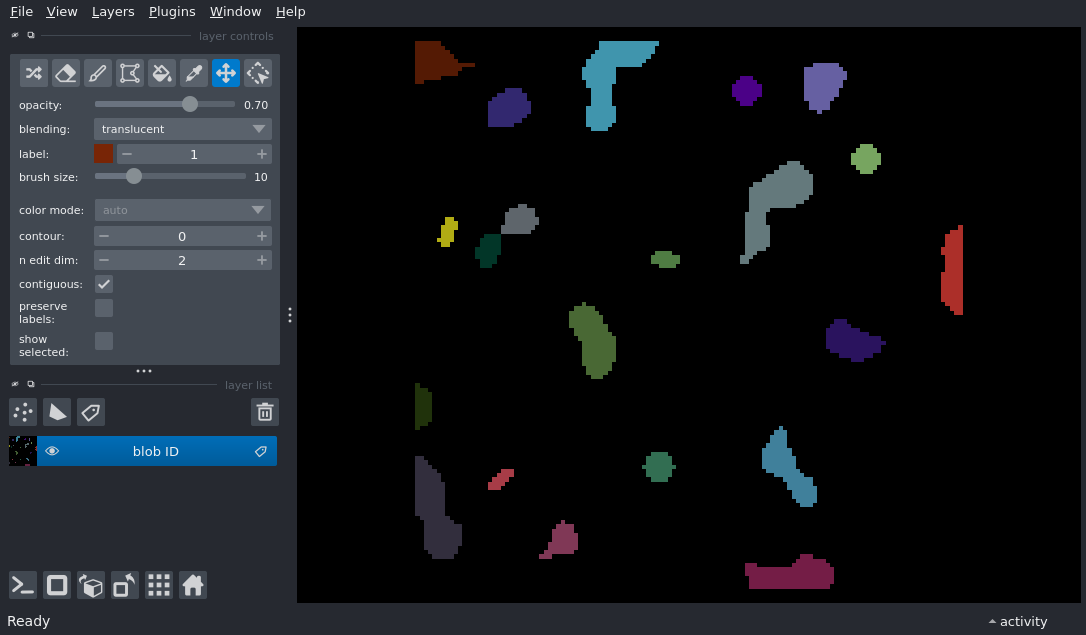 File View Layers Plugins Window Help
layer controls
opacity: 0.70
blending: translucent
label: 1
brush size: 10
color mode: auto
contour: 0
n edit dim: 2
contiguous:
preserve
labels:
show
selected:
layer list
blob ID
Ready activity